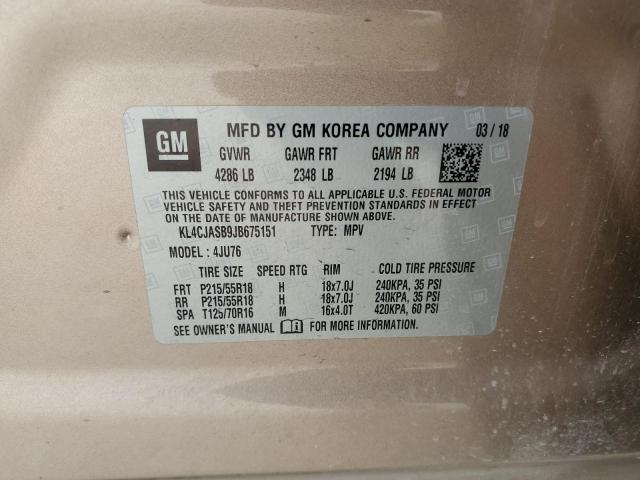 GM
MFD BY GM KOREA COMPANY 03 / 18
GVWR GAWR FRT GAWR RR
4286 LB 2348 LB 2194 LB
THIS VEHICLE CONFORMS TO ALL APPLICABLE U.S. FEDERAL MOTOR
VEHICLE SAFETY AND THEFT PREVENTION STANDARDS IN EFFECT
ON THE DATE OF MANUFACTURE SHOWN ABOVE.
KL4CJASB9JB675151 TYPE: MPV
MODEL : 4JU76
TIRE SIZE SPEED RTG RIM COLD TIRE PRESSURE
FRT P215/55R18 H 18x7.0J 240KPA, 35 PSI
RR P215/55R18 H 18x7.0J 240KPA, 35 PSI
SPA T125/70R16 M 16x4.0T 420KPA, 60 PSI
SEE OWNER'S MANUAL FOR MORE INFORMATION.